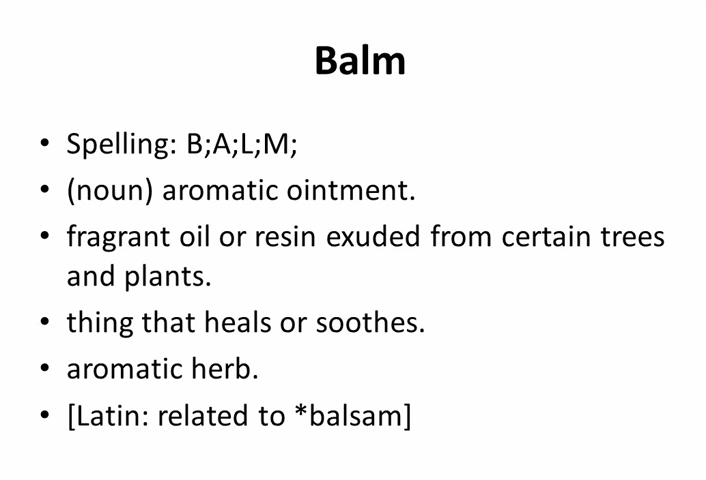 Balm
• Spelling: B;A;L;M;
• (noun) aromatic ointment.
• fragrant oil or resin exuded from certain trees
and plants.
• thing that heals or soothes.
• aromatic herb.
• [Latin: related to *balsam]